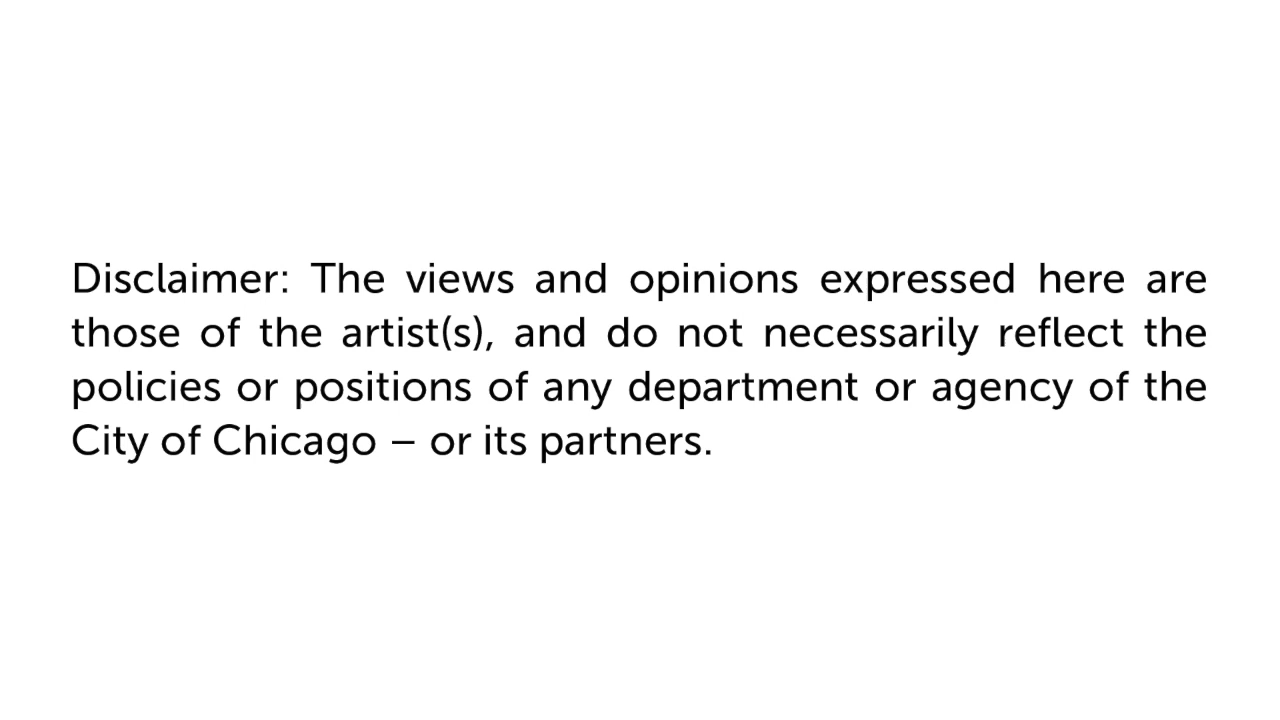 Disclaimer: The views and opinions expressed here are
those of the artist(s), and do not necessarily reflect the
policies or positions of any department or agency of the
City of Chicago – or its partners.